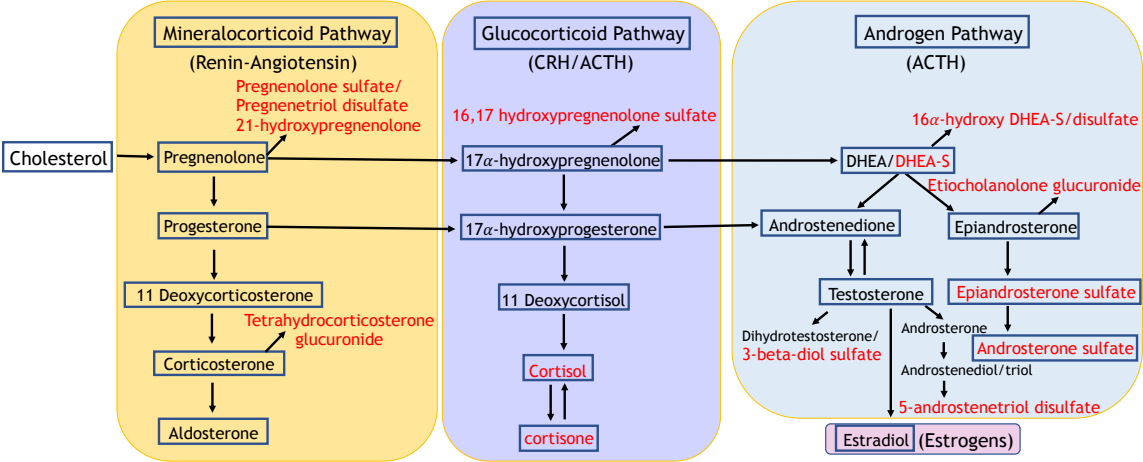 Mineralocorticoid Pathway
(Renin-Angiotensin)
Glucocorticoid Pathway
(CRH/ACTH)
Androgen Pathway
(ACTH)
Pregnenolone sulfate/
Pregnenetriol disulfate
21-hydroxypregnenolone
16,17 hydroxypregnenolone sulfate
16α-hydroxy DHEA-S/disulfate
Cholesterol
Pregnenolone
17α-hydroxypregnenolone
DHEA/DHEA-S
Etiocholanolone glucuronide
Progesterone
17α-hydroxyprogesterone
Androstenedione
Epiandrosterone
11 Deoxycorticosterone
11 Deoxycortisol
Testosterone
Epiandrosterone sulfate
Tetrahydrocorticosterone
glucuronide
Dihydrotestosterone/
3-beta-diol sulfate
Androsterone
Androsterone sulfate
Corticosterone
Cortisol
Androstenediol/triol
5-androstenetriol disulfate
Aldosterone
cortisone
Estradiol (Estrogens)